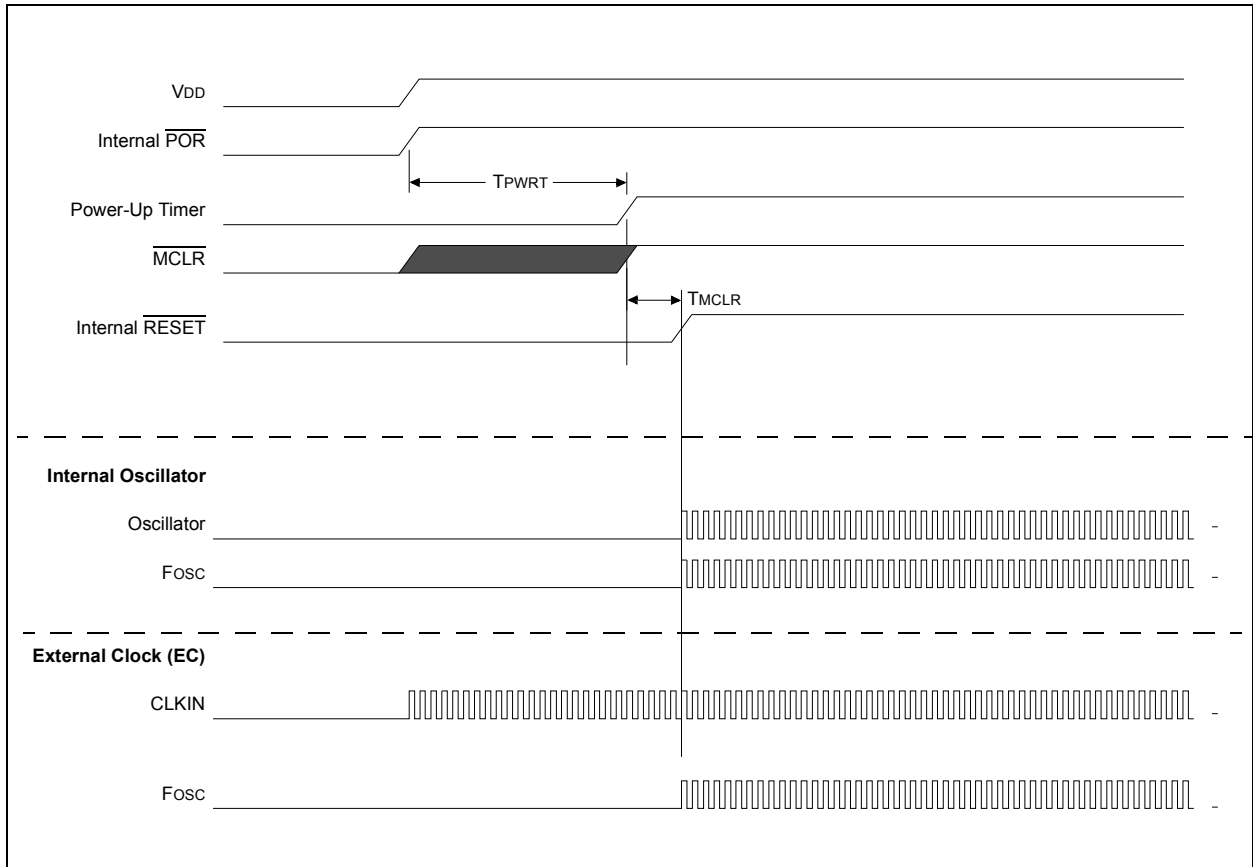 VDD
Internal POR
TPWRT
Power-Up Timer
MCLR
TMCLR
Internal RESET
Internal Oscillator
Oscillator
FOSC
External Clock (EC)
CLKIN
FOSC